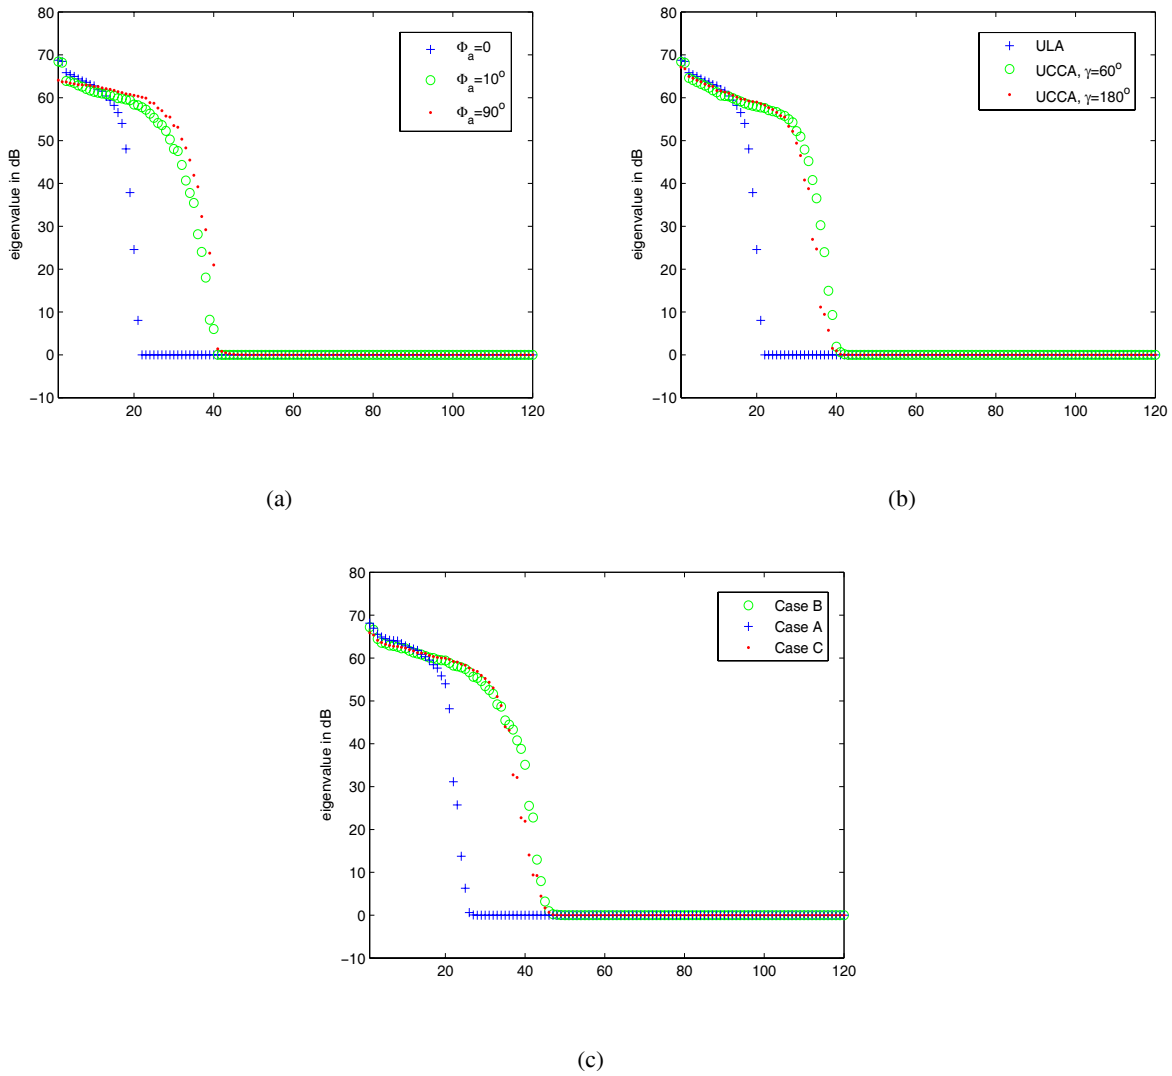 80
70
60
50
40
30
20
10
0
−10
20 40 60 80 100 120
eigenvalue in dB
Φa=0
Φa=10o
Φa=90o
(a)
80
70
60
50
40
30
20
10
0
−10
20 40 60 80 100 120
eigenvalue in dB
ULA
UCCA, γ=60o
UCCA, γ=180o
(b)
80
70
60
50
40
30
20
10
0
−10
20 40 60 80 100 120
eigenvalue in dB
Case B
Case A
Case C
(c)